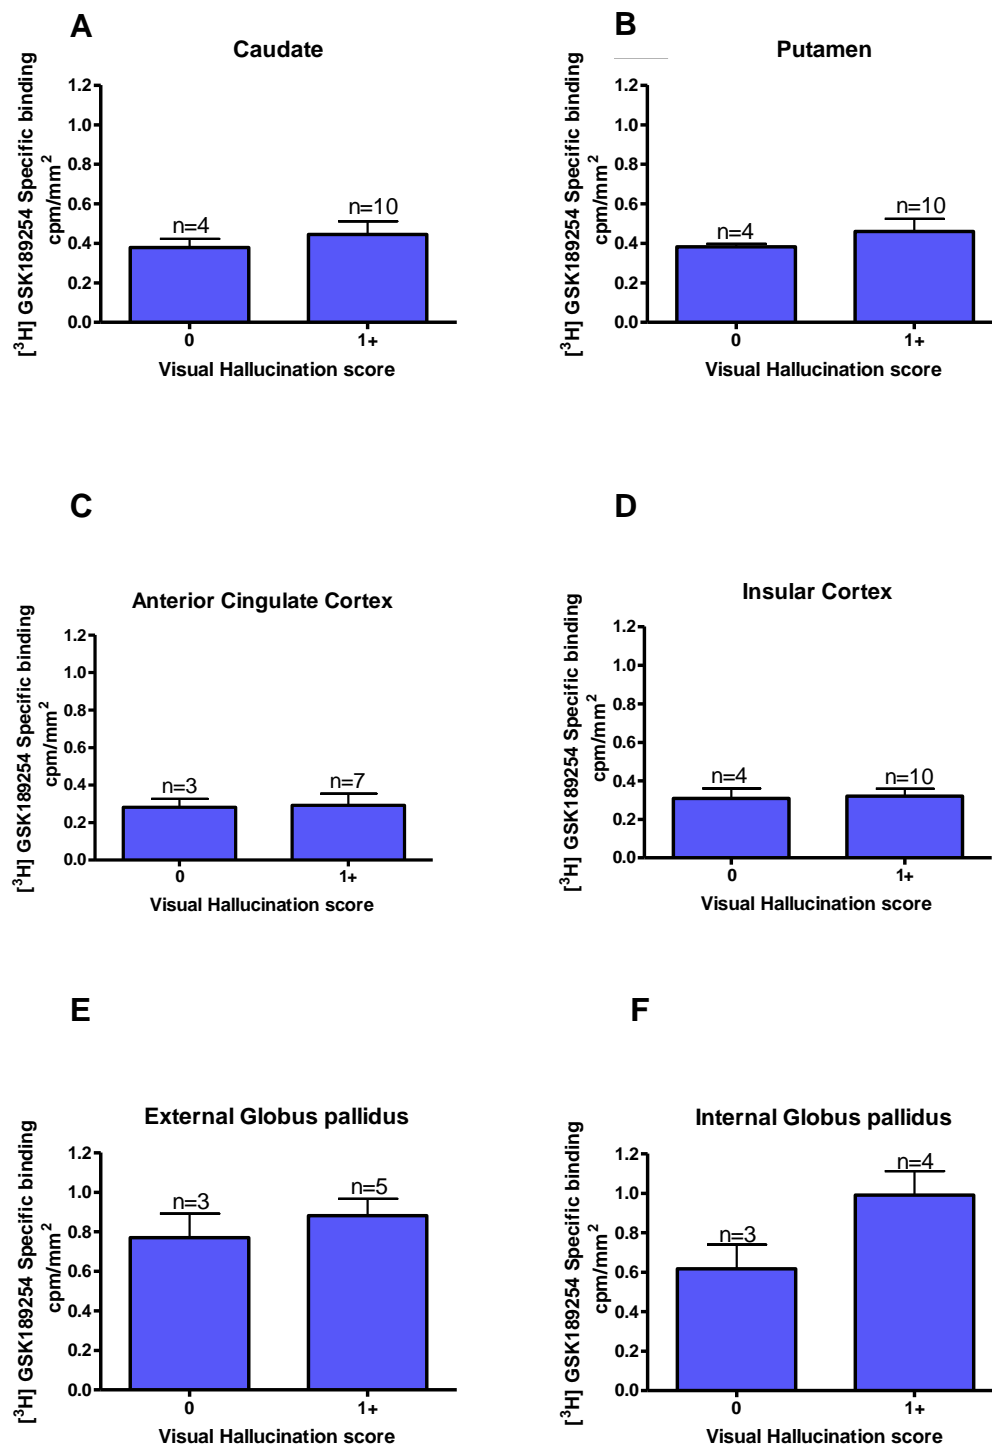 A
Caudate
[³H] GSK189254 Specific binding
cpm/mm²
1.2
1.0
0.8
0.6
0.4
0.2
0.0
n=4
n=10
0
1+
Visual Hallucination score
B
Putamen
[³H] GSK189254 Specific binding
cpm/mm²
1.2
1.0
0.8
0.6
0.4
0.2
0.0
n=4
n=10
0
1+
Visual Hallucination score
C
Anterior Cingulate Cortex
[³H] GSK189254 Specific binding
cpm/mm²
1.2
1.0
0.8
0.6
0.4
0.2
0.0
n=3
n=7
0
1+
Visual Hallucination score
D
Insular Cortex
[³H] GSK189254 Specific binding
cpm/mm²
1.2
1.0
0.8
0.6
0.4
0.2
0.0
n=4
n=10
0
1+
Visual Hallucination score
E
External Globus pallidus
[³H] GSK189254 Specific binding
cpm/mm²
1.2
1.0
0.8
0.6
0.4
0.2
0.0
n=3
n=5
0
1+
Visual Hallucination score
F
Internal Globus pallidus
[³H] GSK189254 Specific binding
cpm/mm²
1.2
1.0
0.8
0.6
0.4
0.2
0.0
n=3
n=4
0
1+
Visual Hallucination score